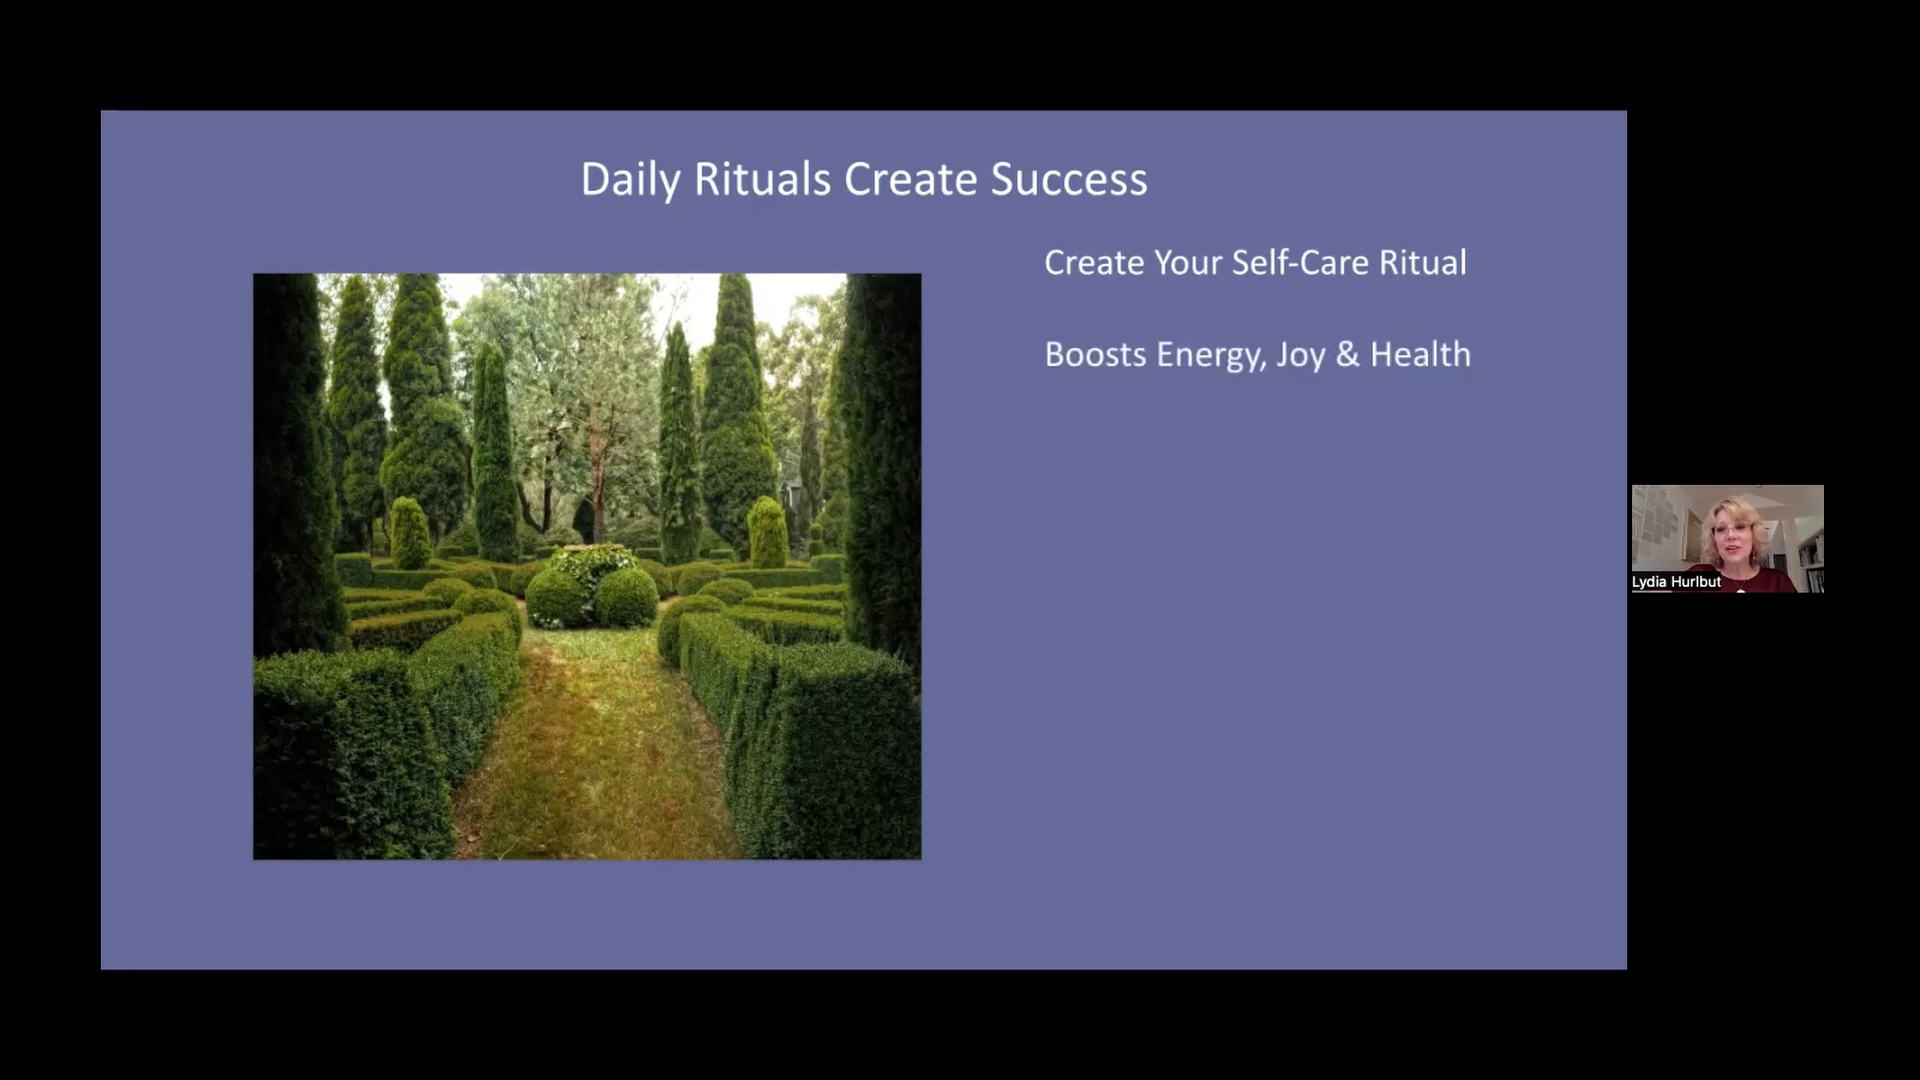 Daily Rituals Create Success
Create Your Self-Care Ritual
Boosts Energy, Joy & Health
Lydia Hurlbut